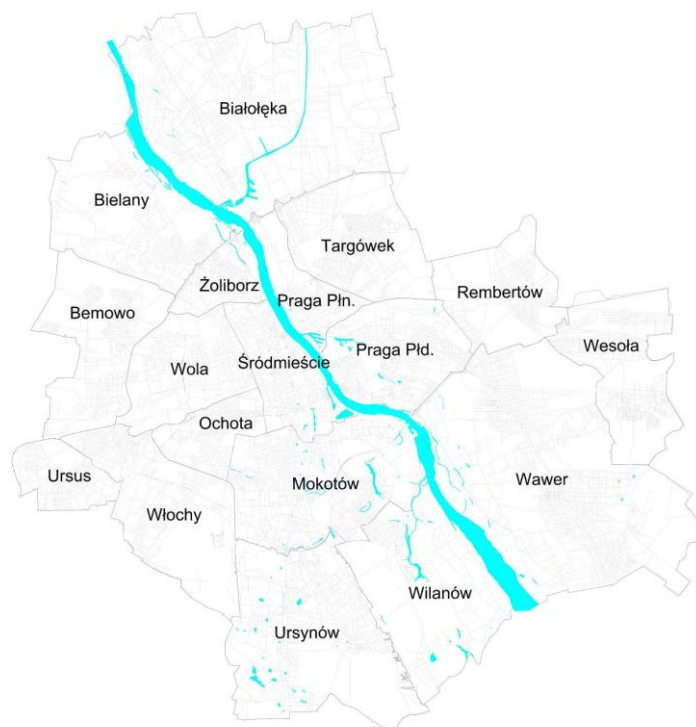 Białołęka
Bielany
Targówek
Żoliborz
Rembertów
Praga Płn.
Bemowo
Wesoła
Praga Płd.
Śródmieście
Wola
Ochota
Ursus
Wawer
Mokotów
Włochy
Wilanów
Ursynów